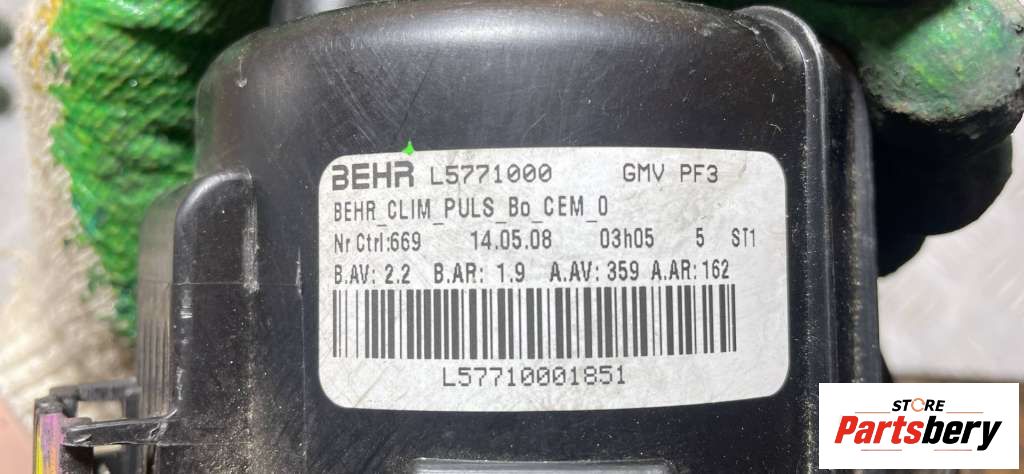 BEHR L5771000 GMV PF3
BEHR_CLIM_PULS_Bo_CEM_0
Nr Ctrl:669 14.05.08 03h05 5 ST1
B.AV: 2.2 B.AR: 1.9 A.AV: 359 A.AR: 162
L57710001851
STORE
Partsbery